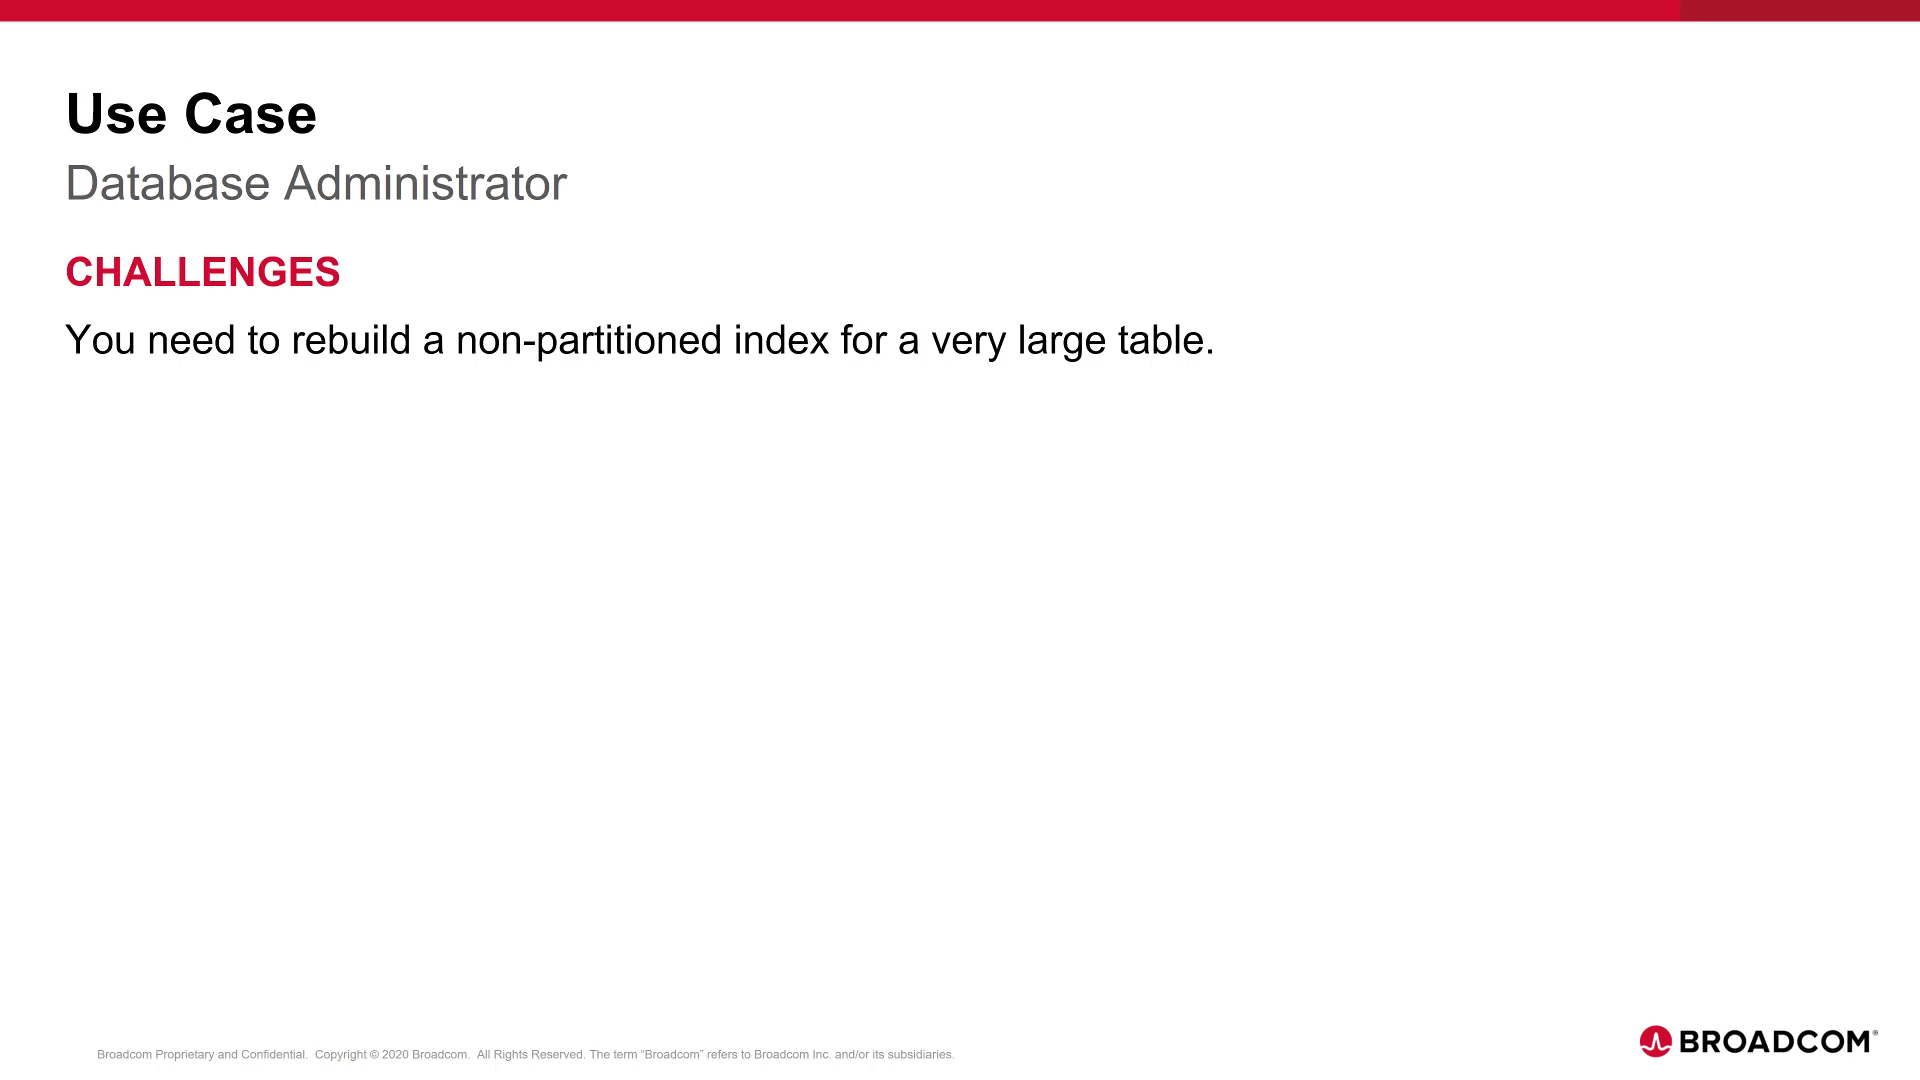 Use Case
Database Administrator
CHALLENGES
You need to rebuild a non-partitioned index for a very large table.
Broadcom Proprietary and Confidential.  Copyright © 2020 Broadcom.  All Rights Reserved. The term “Broadcom” refers to Broadcom Inc. and/or its subsidiaries.
BROADCOM®